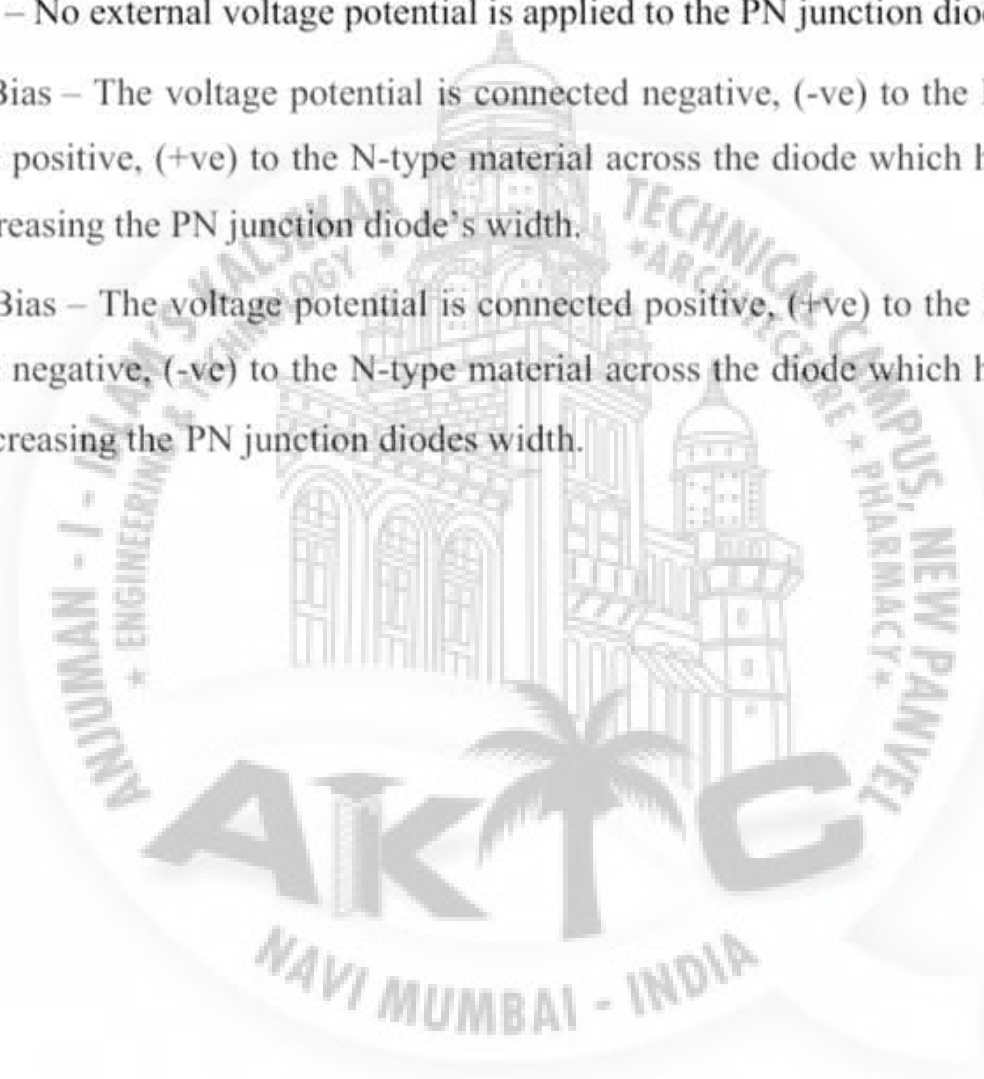 – No external voltage potential is applied to the PN junction
Bias – The voltage potential is connected negative, (-ve) to the
positive, (+ve) to the N-type material across the diode which
the PN junction diode's width.
Bias – The voltage potential is connected positive, (+ve) to the
negative, (-ve) to the N-type material across the diode which
the PN junction diodes width.
ANJUMAN - I - ISLAM'S KALSEKAR TECHNICAL CAMPUS, NEW PANVEL
* ENGINEERING & TECHNOLOGY * *ARCHITECTURE * PHARMACY*
AKTC
NAVI MUMBAI - INDIA